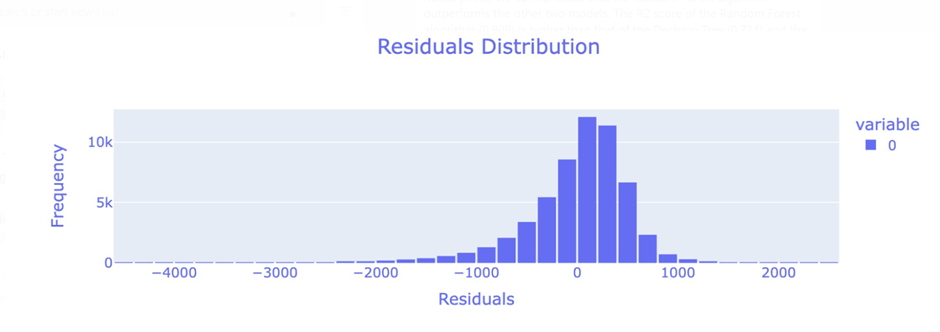 Residuals Distribution
variable
0
Frequency
10k
5k
0
−4000
−3000
−2000
−1000
0
1000
2000
Residuals